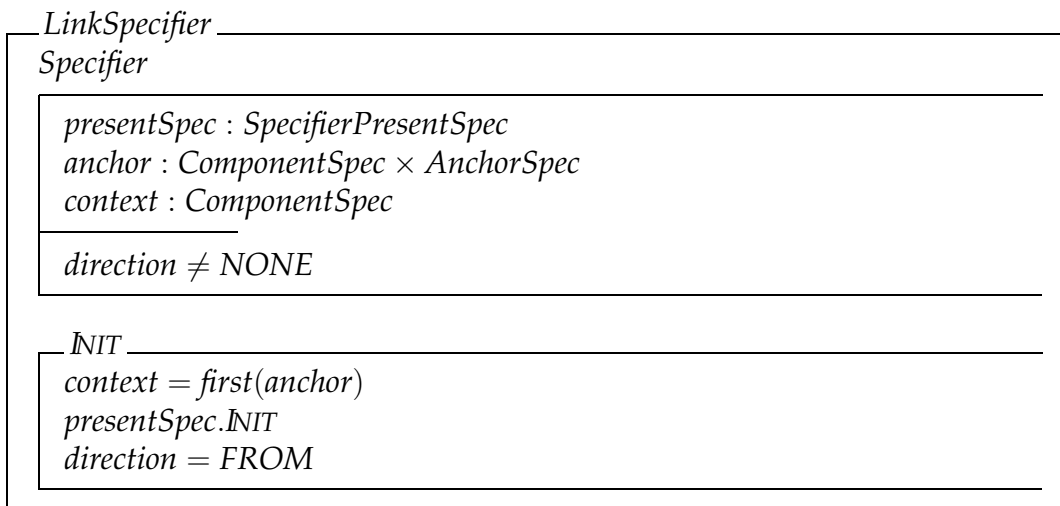 LinkSpecifier
Specifier
presentSpec : SpecifierPresentSpec
anchor : ComponentSpec × AnchorSpec
context : ComponentSpec
direction ≠ NONE
INIT
context = first(anchor)
presentSpec.INIT
direction = FROM